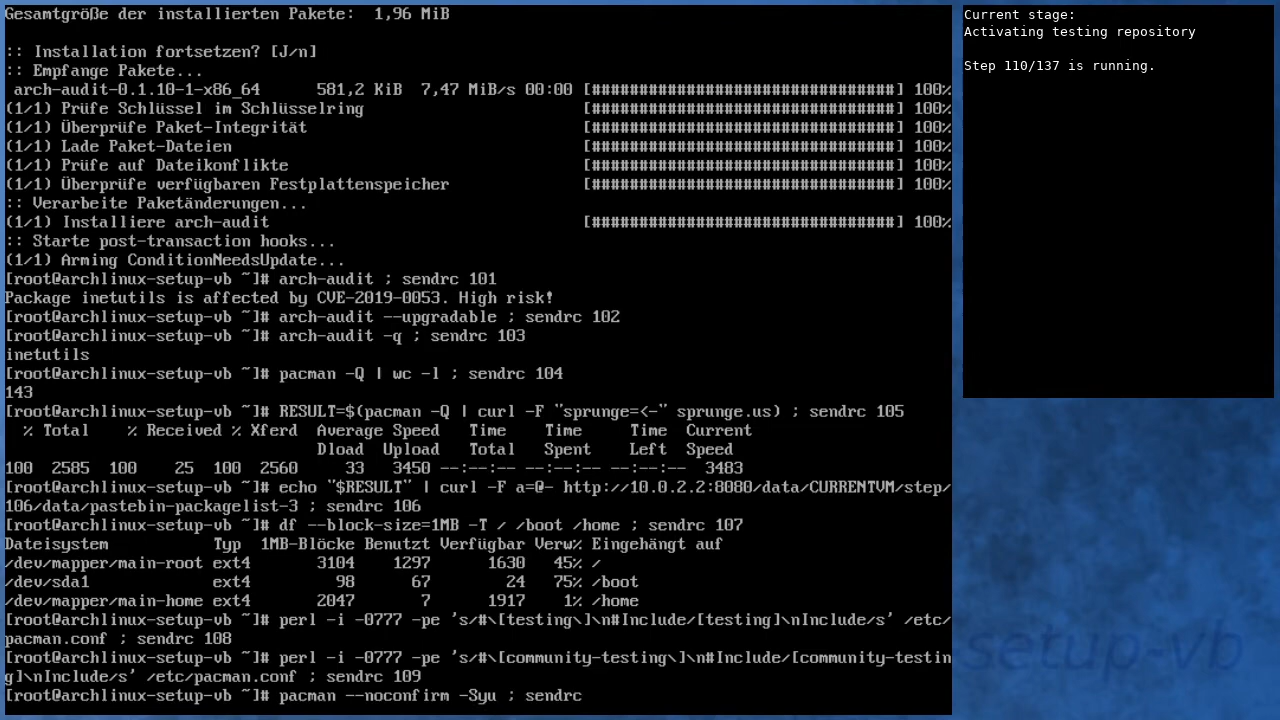 Gesamtgröße der installierten Pakete:  1,96 MiB

:: Installation fortsetzen? [J/n]
:: Empfange Pakete...
 arch-audit-0.1.10-1-x86_64      581,2 KiB  7,47 MiB/s 00:00 [################################] 100%
(1/1) Prüfe Schlüssel im Schlüsselring                       [################################] 100%
(1/1) Überprüfe Paket-Integrität                             [################################] 100%
(1/1) Lade Paket-Dateien                                     [################################] 100%
(1/1) Prüfe auf Dateikonflikte                               [################################] 100%
(1/1) Überprüfe verfügbaren Festplattenspeicher              [################################] 100%
:: Verarbeite Paketänderungen...
(1/1) Installiere arch-audit                                 [################################] 100%
:: Starte post-transaction hooks...
(1/1) Arming ConditionNeedsUpdate...
[root@archlinux-setup-vb ~]# arch-audit ; sendrc 101
Package inetutils is affected by CVE-2019-0053. High risk!
[root@archlinux-setup-vb ~]# arch-audit --upgradable ; sendrc 102
[root@archlinux-setup-vb ~]# arch-audit -q ; sendrc 103
inetutils
[root@archlinux-setup-vb ~]# pacman -Q | wc -l ; sendrc 104
143
[root@archlinux-setup-vb ~]# RESULT=$(pacman -Q | curl -F "sprunge=<-" sprunge.us) ; sendrc 105
  % Total    % Received % Xferd  Average Speed   Time    Time     Time  Current
                                 Dload  Upload   Total   Spent    Left  Speed
100  2585  100    25  100  2560     33   3450 --:--:-- --:--:-- --:--:--  3483
[root@archlinux-setup-vb ~]# echo "$RESULT" | curl -F a=@- http://10.0.2.2:8080/data/CURRENTVM/step/
106/data/pastebin-packagelist-3 ; sendrc 106
[root@archlinux-setup-vb ~]# df --block-size=1MB -T / /boot /home ; sendrc 107
Dateisystem           Typ  1MB-Blöcke Benutzt Verfügbar Verw% Eingehängt auf
/dev/mapper/main-root ext4       3104    1297      1630   45% /
/dev/sda1             ext4         98      67        24   75% /boot
/dev/mapper/main-home ext4       2047       7      1917    1% /home
[root@archlinux-setup-vb ~]# perl -i -0777 -pe 's/#\[testing\]\n#Include/[testing]\nInclude/s' /etc/
pacman.conf ; sendrc 108
[root@archlinux-setup-vb ~]# perl -i -0777 -pe 's/#\[community-testing\]\n#Include/[community-testin
g]\nInclude/s' /etc/pacman.conf ; sendrc 109
[root@archlinux-setup-vb ~]# pacman --noconfirm -Syu ; sendrc
Current stage:
Activating testing repository

Step 110/137 is running.
setup-vb